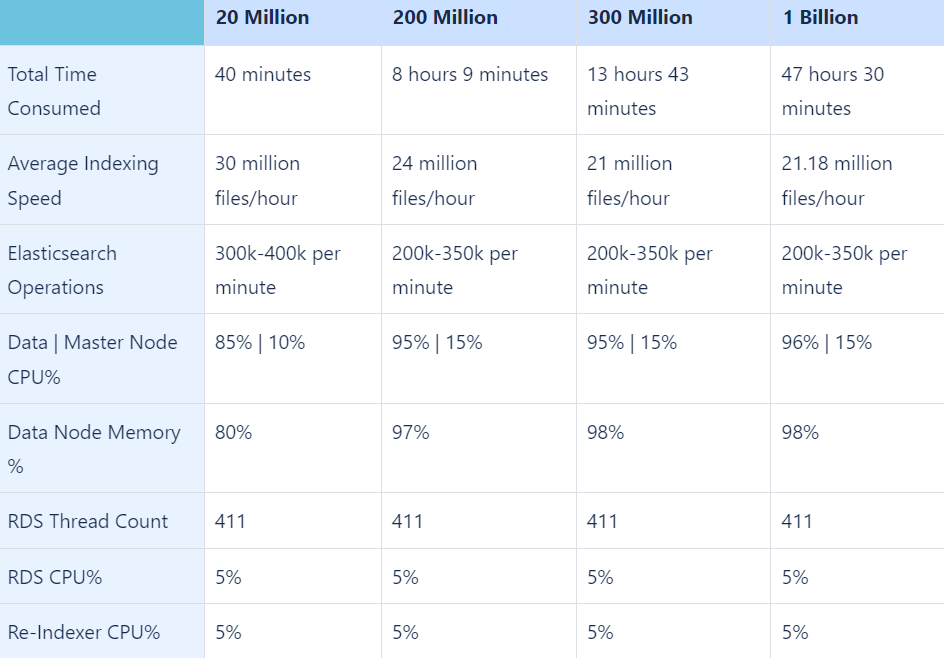 20 Million 200 Million 300 Million 1 Billion
Total Time 40 minutes 8 hours 9 minutes 13 hours 43 47 hours 30
Consumed minutes minutes
Average Indexing 30 million 24 million 21 million 21.18 million
Speed files/hour files/hour files/hour files/hour
Elasticsearch 300k-400k per 200k-350k per 200k-350k per 200k-350k per
Operations minute minute minute minute
Data | Master Node 85% | 10% 95% | 15% 95% | 15% 96% | 15%
CPU%
Data Node Memory 80% 97% 98% 98%
%
RDS Thread Count 411 411 411 411
RDS CPU% 5% 5% 5% 5%
Re-Indexer CPU% 5% 5% 5% 5%